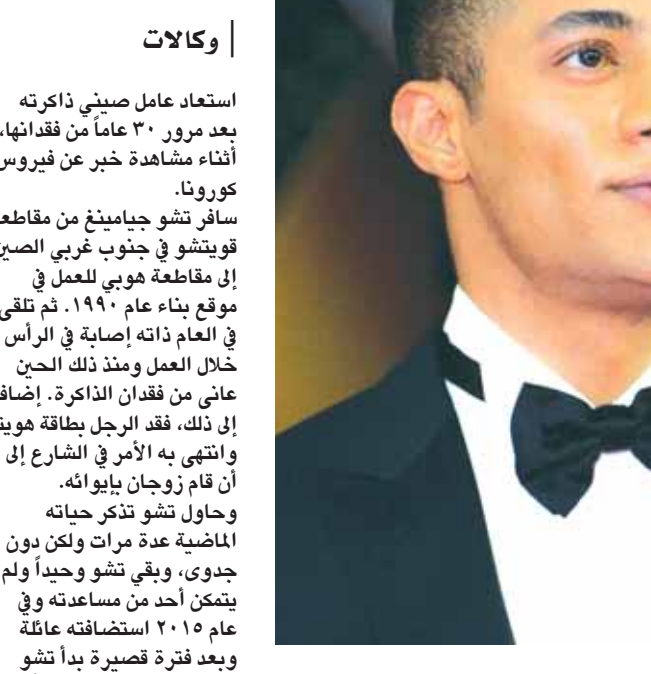 وكالات
استعاد عامل صيني ذاكرته
بعد مرور ٣٠ عاماً من فقدانها،
أثناء مشاهدة خبر عن فيروس
كورونا.
سافر تشو جيامينغ من مقاطعة
قويتشو في جنوب غربي الصين
إلى مقاطعة هوبي للعمل في
موقع بناء عام ١٩٩٠. ثم تلقى
في العام ذاته إصابة في الرأس
خلال العمل ومنذ ذلك الحين
عانى من فقدان الذاكرة. إضافة
إلى ذلك، فقد الرجل بطاقة هويته
وانتهى به الأمر في الشارع إلى
أن قام زوجان بإيوائه.
وحاول تشو تذكر حياته
الماضية عدة مرات ولكن دون
جدوى، وبقي تشو وحيداً ولم
يتمكن أحد من مساعدته وفي
عام ٢٠١٥ استضافته عائلة
وبعد فترة قصيرة بدأ تشو